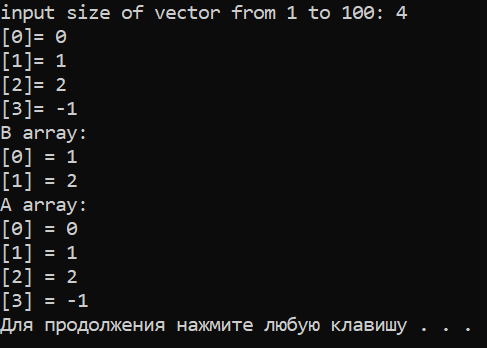 input size of vector from 1 to 100: 4
[0]= 0
[1]= 1
[2]= 2
[3]= -1
B array:
[0] = 1
[1] = 2
A array:
[0] = 0
[1] = 1
[2] = 2
[3] = -1
Для продолжения нажмите любую клавишу . . .